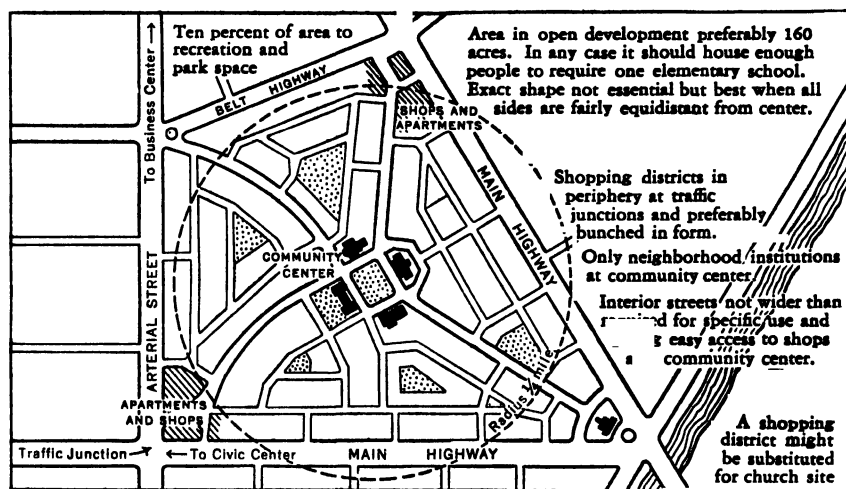 Ten percent of area to
recreation and
park space
Area in open development preferably 160
acres. In any case it should house enough
people to require one elementary school.
Exact shape not essential but best when all
sides are fairly equidistant from center.
To Business Center
BELT HIGHWAY
SHOPS AND
APARTMENTS
MAIN HIGHWAY
Shopping districts in
periphery at traffic
junctions and preferably
bunched in form.
Only neighborhood institutions
at community center.
Interior streets not wider than
for specific use and
easy access to shops
community center.
COMMUNITY
CENTER
ARTERIAL STREET
Radius ½ mile
APARTMENTS
AND SHOPS
A shopping
district might
be substituted
for church site
Traffic Junction
To Civic Center
MAIN HIGHWAY